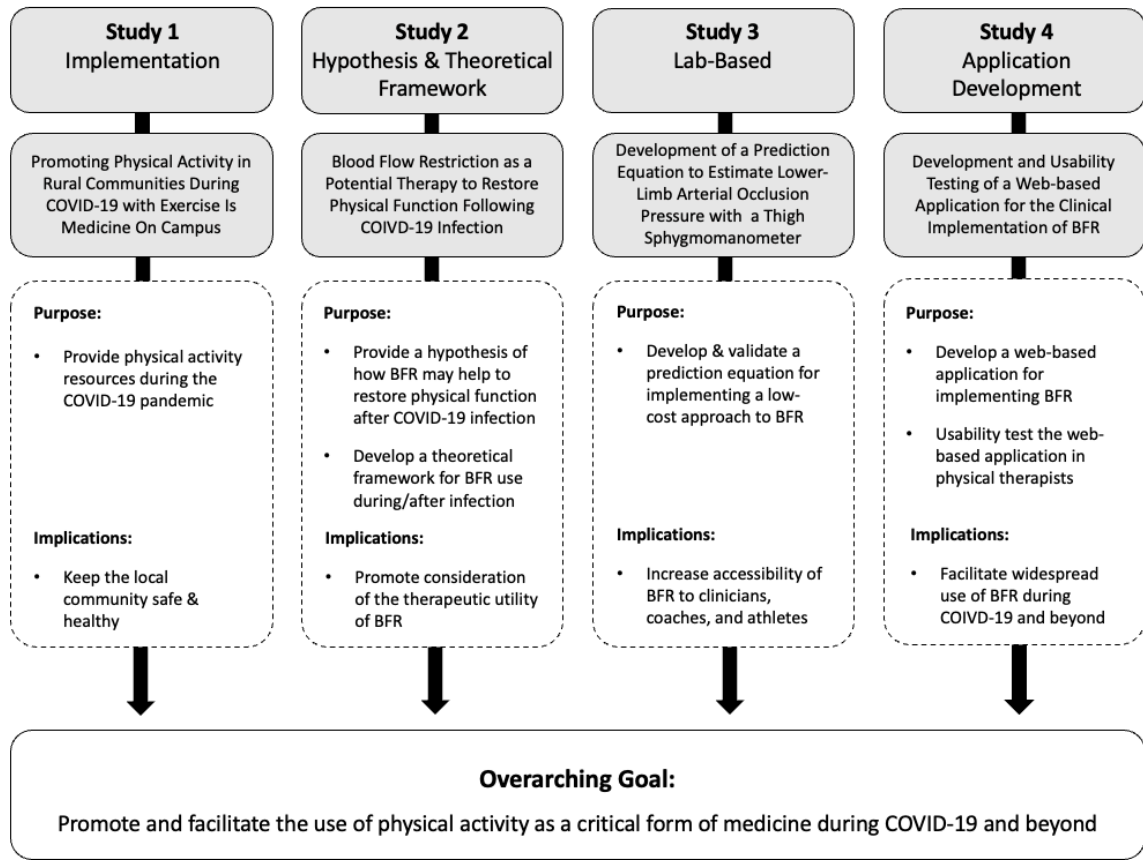 Study 1
Implementation
Promoting Physical Activity in
Rural Communities During
COVID-19 with Exercise Is
Medicine On Campus
Purpose:
• Provide physical activity
resources during the
COVID-19 pandemic
Implications:
• Keep the local
community safe &
healthy
Study 2
Hypothesis & Theoretical
Framework
Blood Flow Restriction as a
Potential Therapy to Restore
Physical Function Following
COIVD-19 Infection
Purpose:
• Provide a hypothesis of
how BFR may help to
restore physical function
after COVID-19 infection
• Develop a theoretical
framework for BFR use
during/after infection
Implications:
• Promote consideration
of the therapeutic utility
of BFR
Study 3
Lab-Based
Development of a Prediction
Equation to Estimate Lower-
Limb Arterial Occlusion
Pressure with a Thigh
Sphygmomanometer
Purpose:
• Develop & validate a
prediction equation for
implementing a low-
cost approach to BFR
Implications:
• Increase accessibility of
BFR to clinicians,
coaches, and athletes
Study 4
Application
Development
Development and Usability
Testing of a Web-based
Application for the Clinical
Implementation of BFR
Purpose:
• Develop a web-based
application for
implementing BFR
• Usability test the web-
based application in
physical therapists
Implications:
• Facilitate widespread
use of BFR during
COIVD-19 and beyond
Overarching Goal:
Promote and facilitate the use of physical activity as a critical form of medicine during COVID-19 and beyond